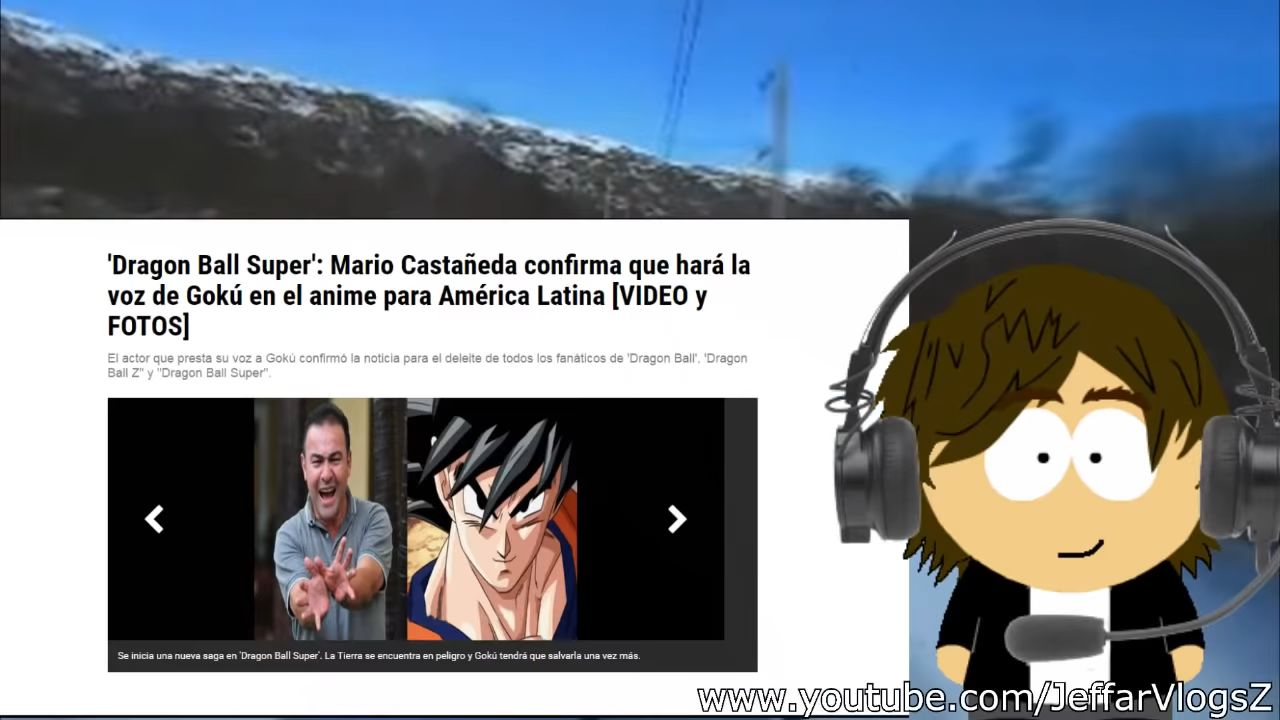 'Dragon Ball Super': Mario Castañeda confirma que hará la
voz de Gokú en el anime para América Latina [VIDEO y
FOTOS]
El actor que presta su voz a Gokú confirmó la noticia para el deleite de todos los fanáticos de 'Dragon Ball', 'Dragon
Ball Z" y "Dragon Ball Super".
Se inicia una nueva saga en 'Dragon Ball Super'. La Tierra se encuentra en peligro y Gokú tendrá que salvarla una vez más.
www.youtube.com/JeffarVlogsZ